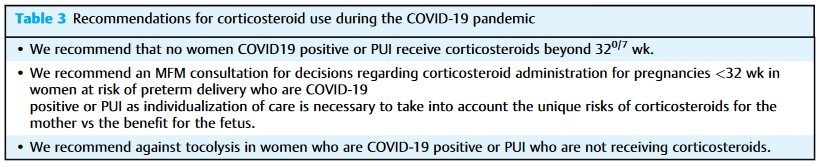 Table 3 Recommendations for corticosteroid use during the COVID-19 pandemic
• We recommend that no women COVID19 positive or PUI receive corticosteroids beyond 32⁰/⁷ wk.
• We recommend an MFM consultation for decisions regarding corticosteroid administration for pregnancies <32 wk in
women at risk of preterm delivery who are COVID-19
positive or PUI as individualization of care is necessary to take into account the unique risks of corticosteroids for the
mother vs the benefit for the fetus.
• We recommend against tocolysis in women who are COVID-19 positive or PUI who are not receiving corticosteroids.